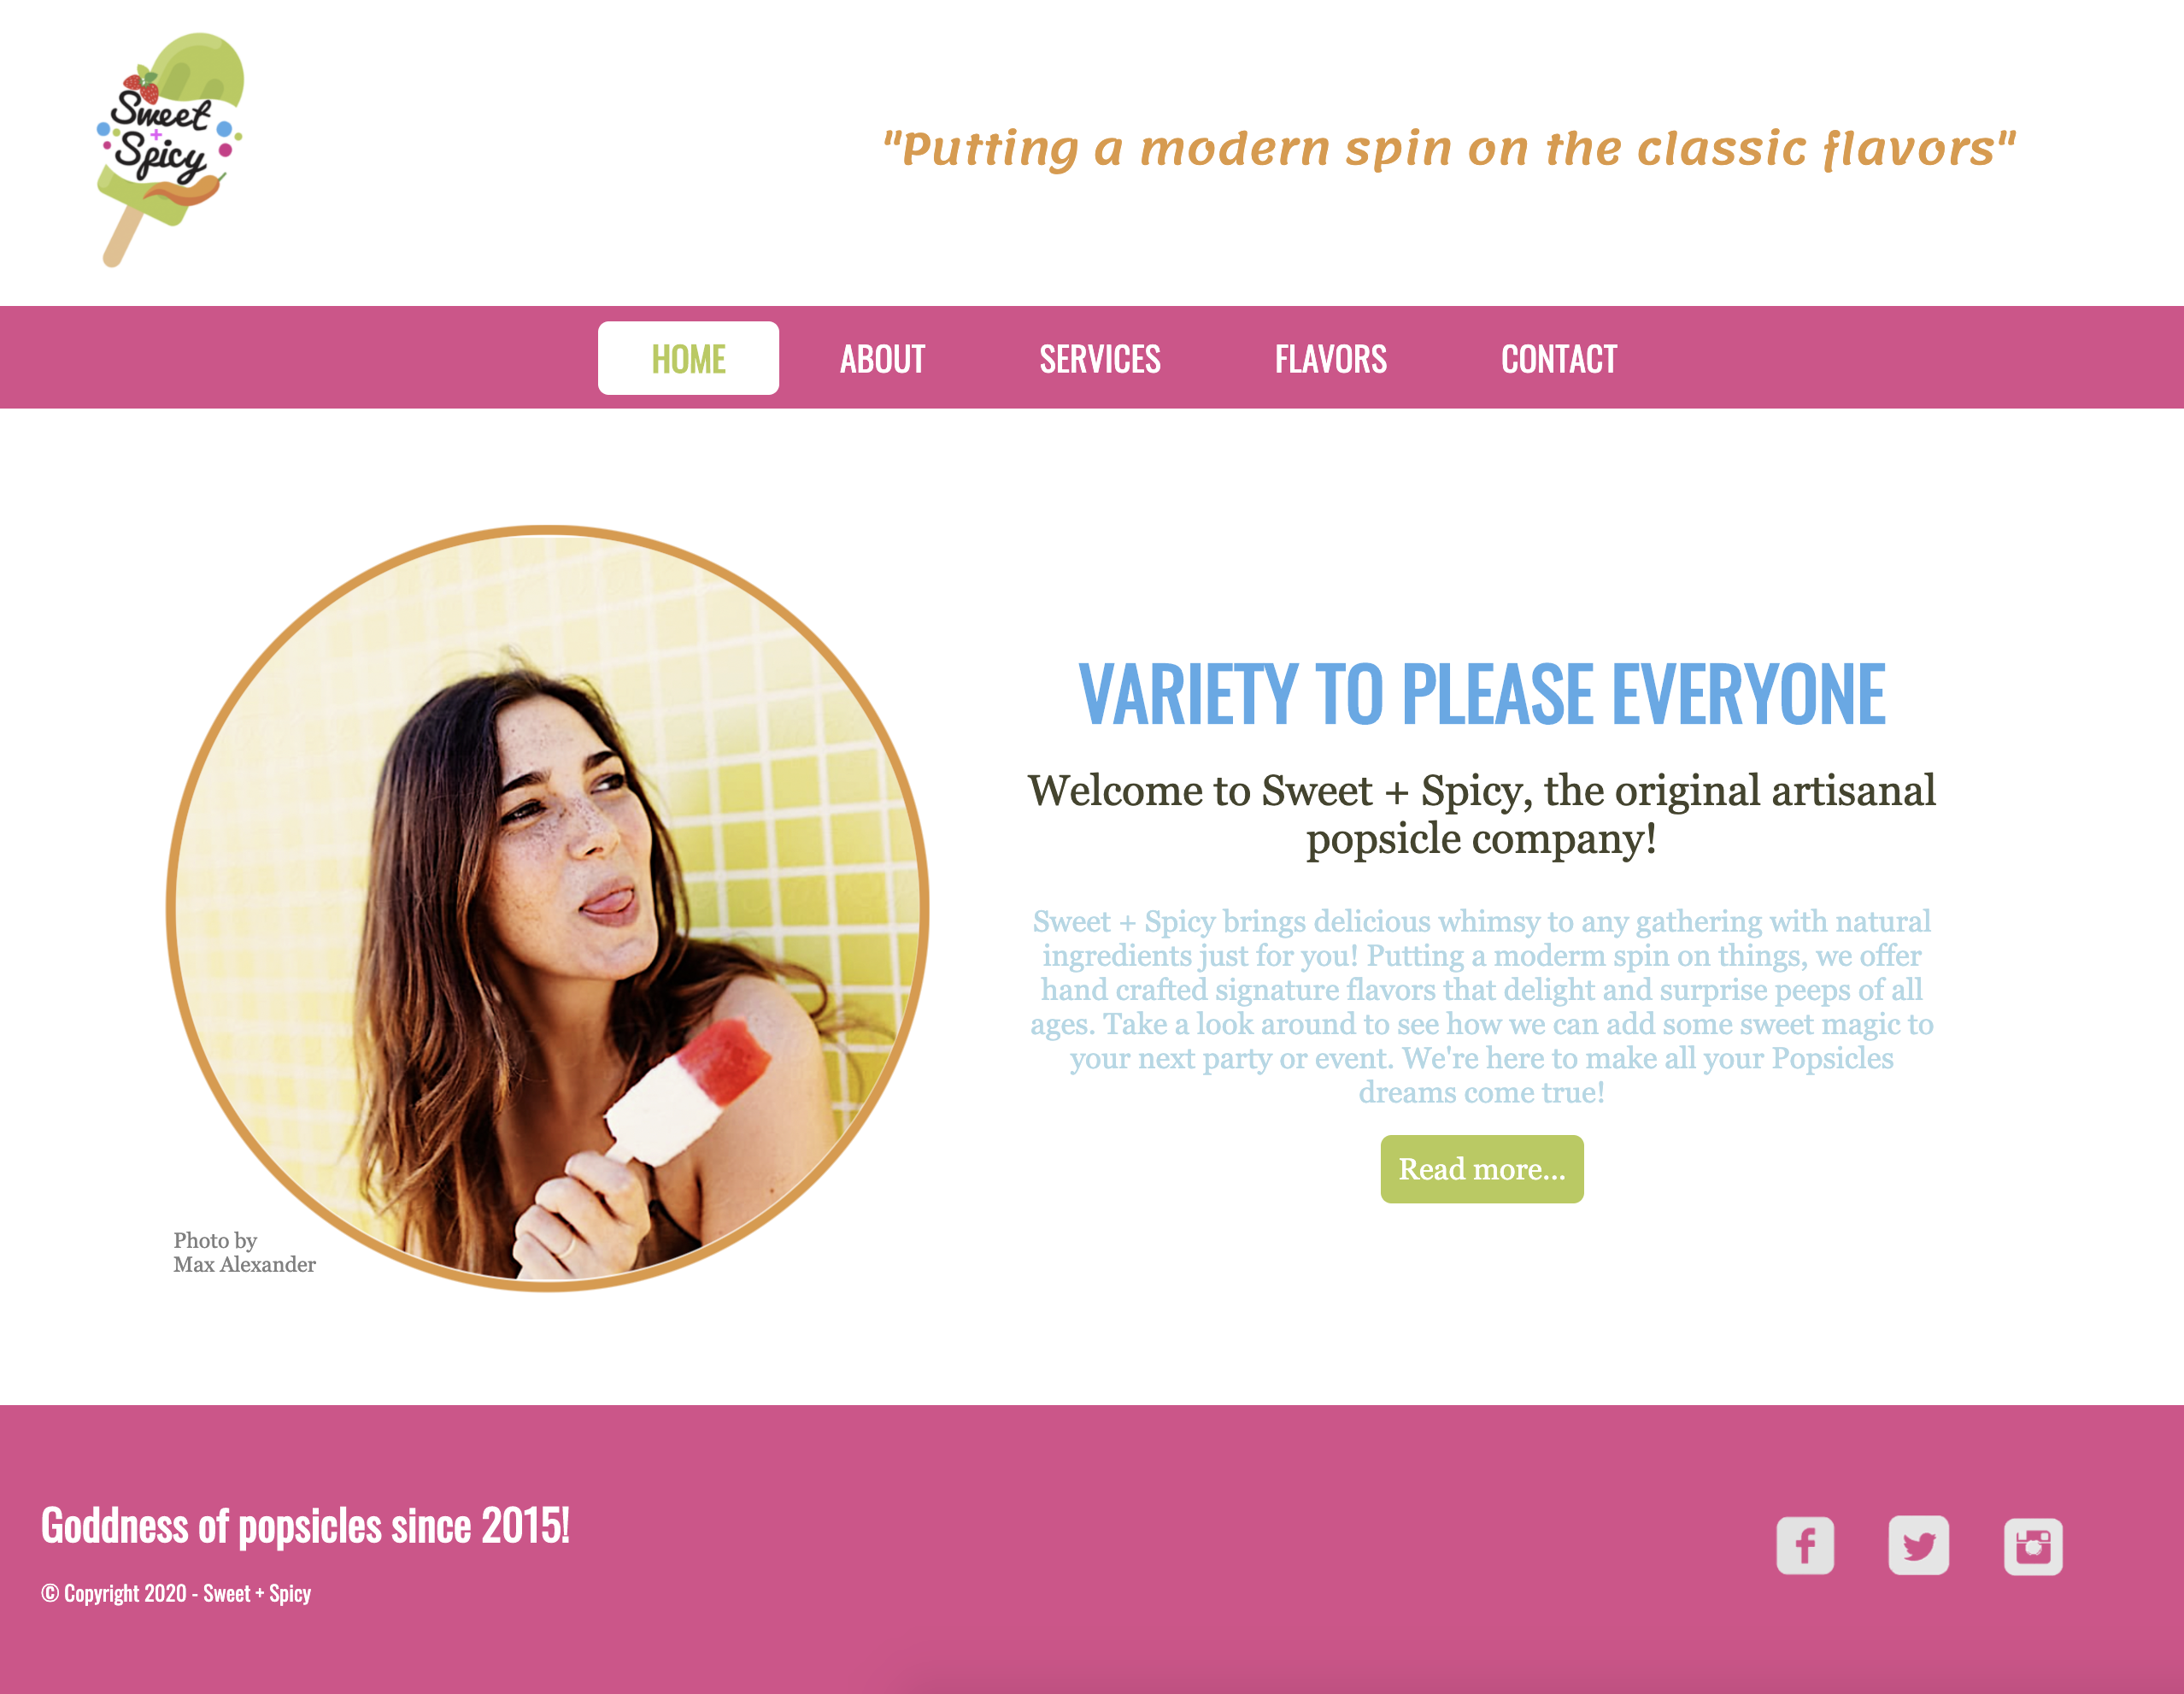 Sweet
+
Spicy
"Putting a modern spin on the classic flavors"
HOME ABOUT SERVICES FLAVORS CONTACT
VARIETY TO PLEASE EVERYONE
Welcome to Sweet + Spicy, the original artisanal
popsicle company!
Sweet + Spicy brings delicious whimsy to any gathering with natural
ingredients just for you! Putting a moderm spin on things, we offer
hand crafted signature flavors that delight and surprise peeps of all
ages. Take a look around to see how we can add some sweet magic to
your next party or event. We're here to make all your Popsicles
dreams come true!
Read more...
Photo by
Max Alexander
Goddness of popsicles since 2015!
© Copyright 2020 - Sweet + Spicy